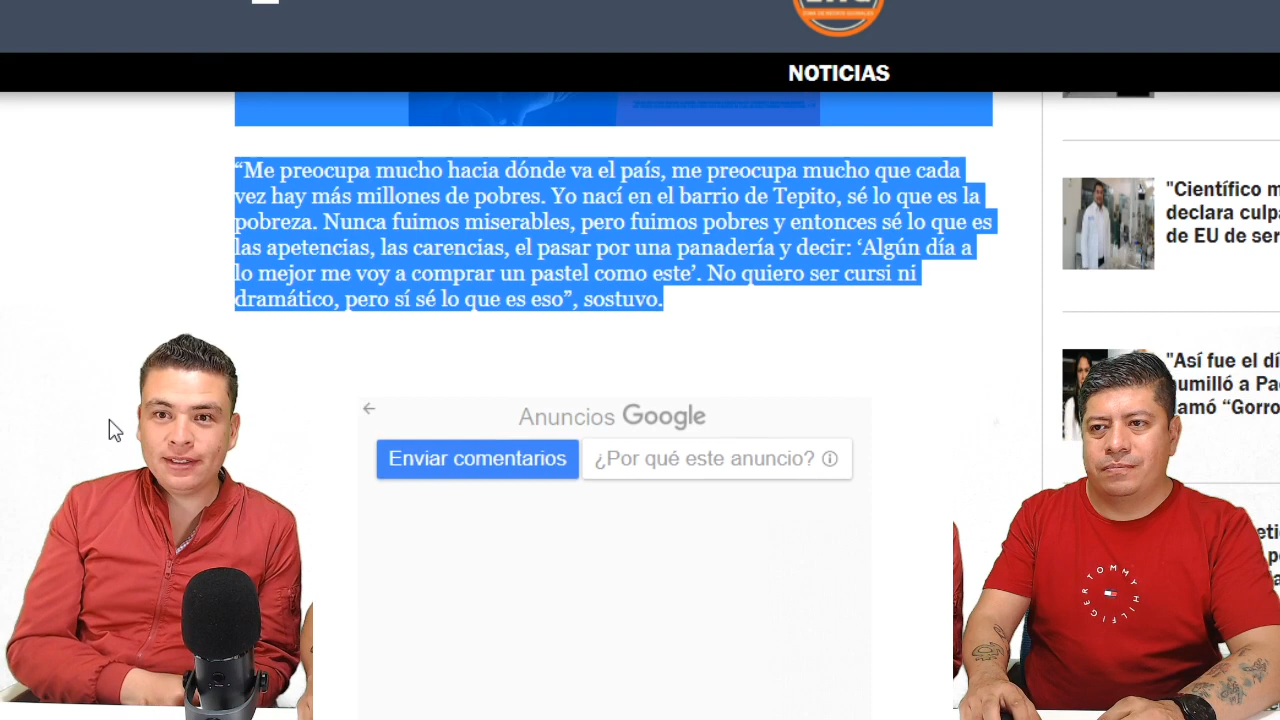 NOTICIAS
“Me preocupa mucho hacia dónde va el país, me preocupa mucho que cada
vez hay más millones de pobres. Yo nací en el barrio de Tepito, sé lo que es la
pobreza. Nunca fuimos miserables, pero fuimos pobres y entonces sé lo que es
las apetencias, las carencias, el pasar por una panadería y decir: ‘Algún día a
lo mejor me voy a comprar un pastel como este’. No quiero ser cursi ni
dramático, pero sí sé lo que es eso”, sostuvo.
Anuncios Google
Enviar comentarios
¿Por qué este anuncio?
"Científico m
declara culpa
de EU de ser
"Así fue el dí
humilló a Pa
llamó “Gorro
TOMMY HILFIGER